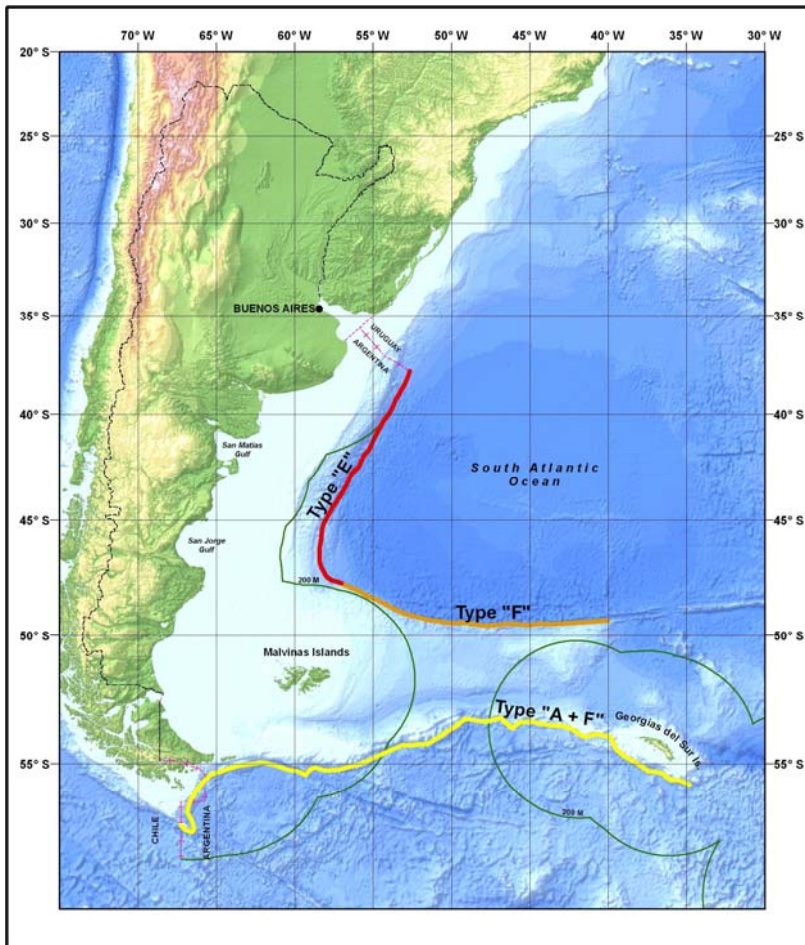 70° W 65° W 60° W 55° W 50° W 45° W 40° W 35° W 30° W
20° S 20° S
25° S 25° S
30° S 30° S
35° S 35° S
BUENOS AIRES
URUGUAY
ARGENTINA
40° S 40° S
San Matias
Gulf
Type "E"
South Atlantic
Ocean
45° S 45° S
San Jorge
Gulf
200 M
Type "F"
50° S 50° S
Malvinas Islands
Type "A + F"
Georgias del Sur Is.
55° S 55° S
200 M
CHILE
ARGENTINA